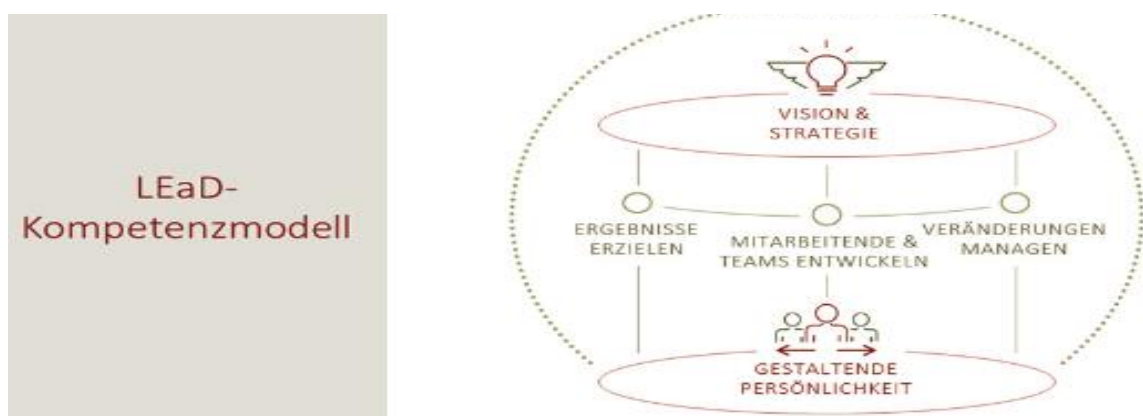 LEaD-
Kompetenzmodell
VISION &
STRATEGIE
ERGEBNISSE
ERZIELEN
MITARBEITENDE &
TEAMS ENTWICKELN
VERÄNDERUNGEN
MANAGEN
GESTALTENDE
PERSÖNLICHKEIT